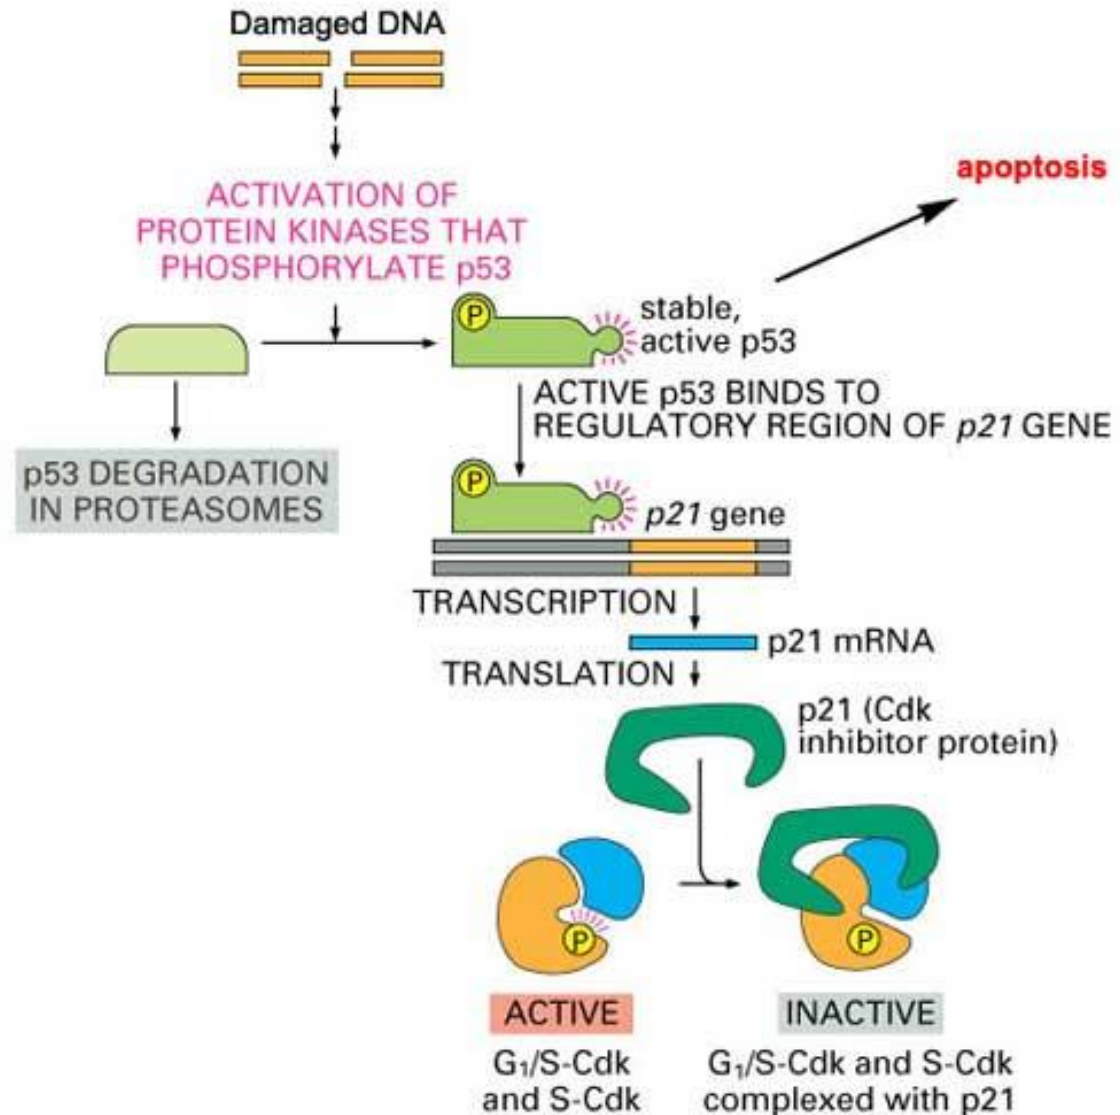 Damaged DNA
apoptosis
ACTIVATION OF
PROTEIN KINASES THAT
PHOSPHORYLATE p53
P
stable,
active p53
ACTIVE p53 BINDS TO
REGULATORY REGION OF p21 GENE
p53 DEGRADATION
IN PROTEASOMES
P
p21 gene
TRANSCRIPTION
p21 mRNA
TRANSLATION
p21 (Cdk
inhibitor protein)
P
P
ACTIVE
G₁/S-Cdk
and S-Cdk
INACTIVE
G₁/S-Cdk and S-Cdk
complexed with p21